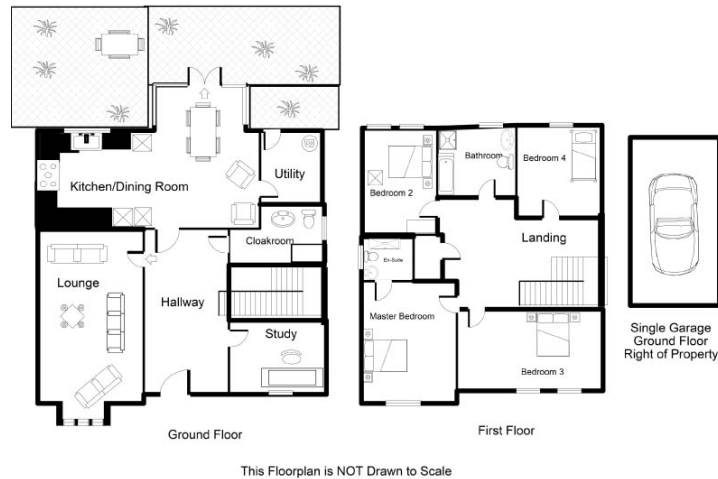 Kitchen/Dining Room
Utility
Cloakroom
Lounge
Hallway
Study
Ground Floor
Bedroom 2
Bathroom
Bedroom 4
Landing
En-Suite
Master Bedroom
Bedroom 3
First Floor
Single Garage
Ground Floor
Right of Property
This Floorplan is NOT Drawn to Scale